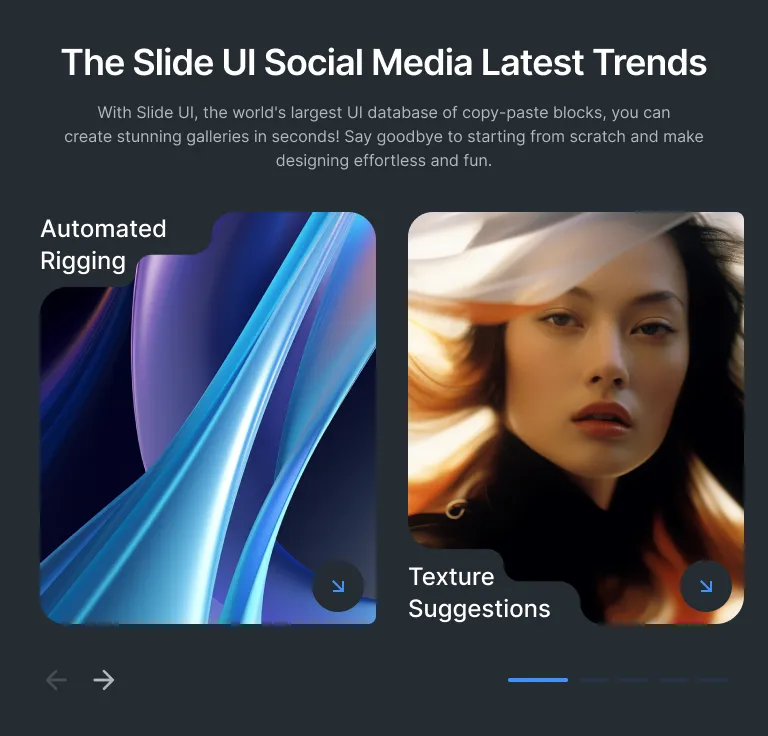 The Slide UI Social Media Latest Trends
With Slide UI, the world's largest UI database of copy-paste blocks, you can
create stunning galleries in seconds! Say goodbye to starting from scratch and make
designing effortless and fun.
Automated
Rigging
Texture
Suggestions